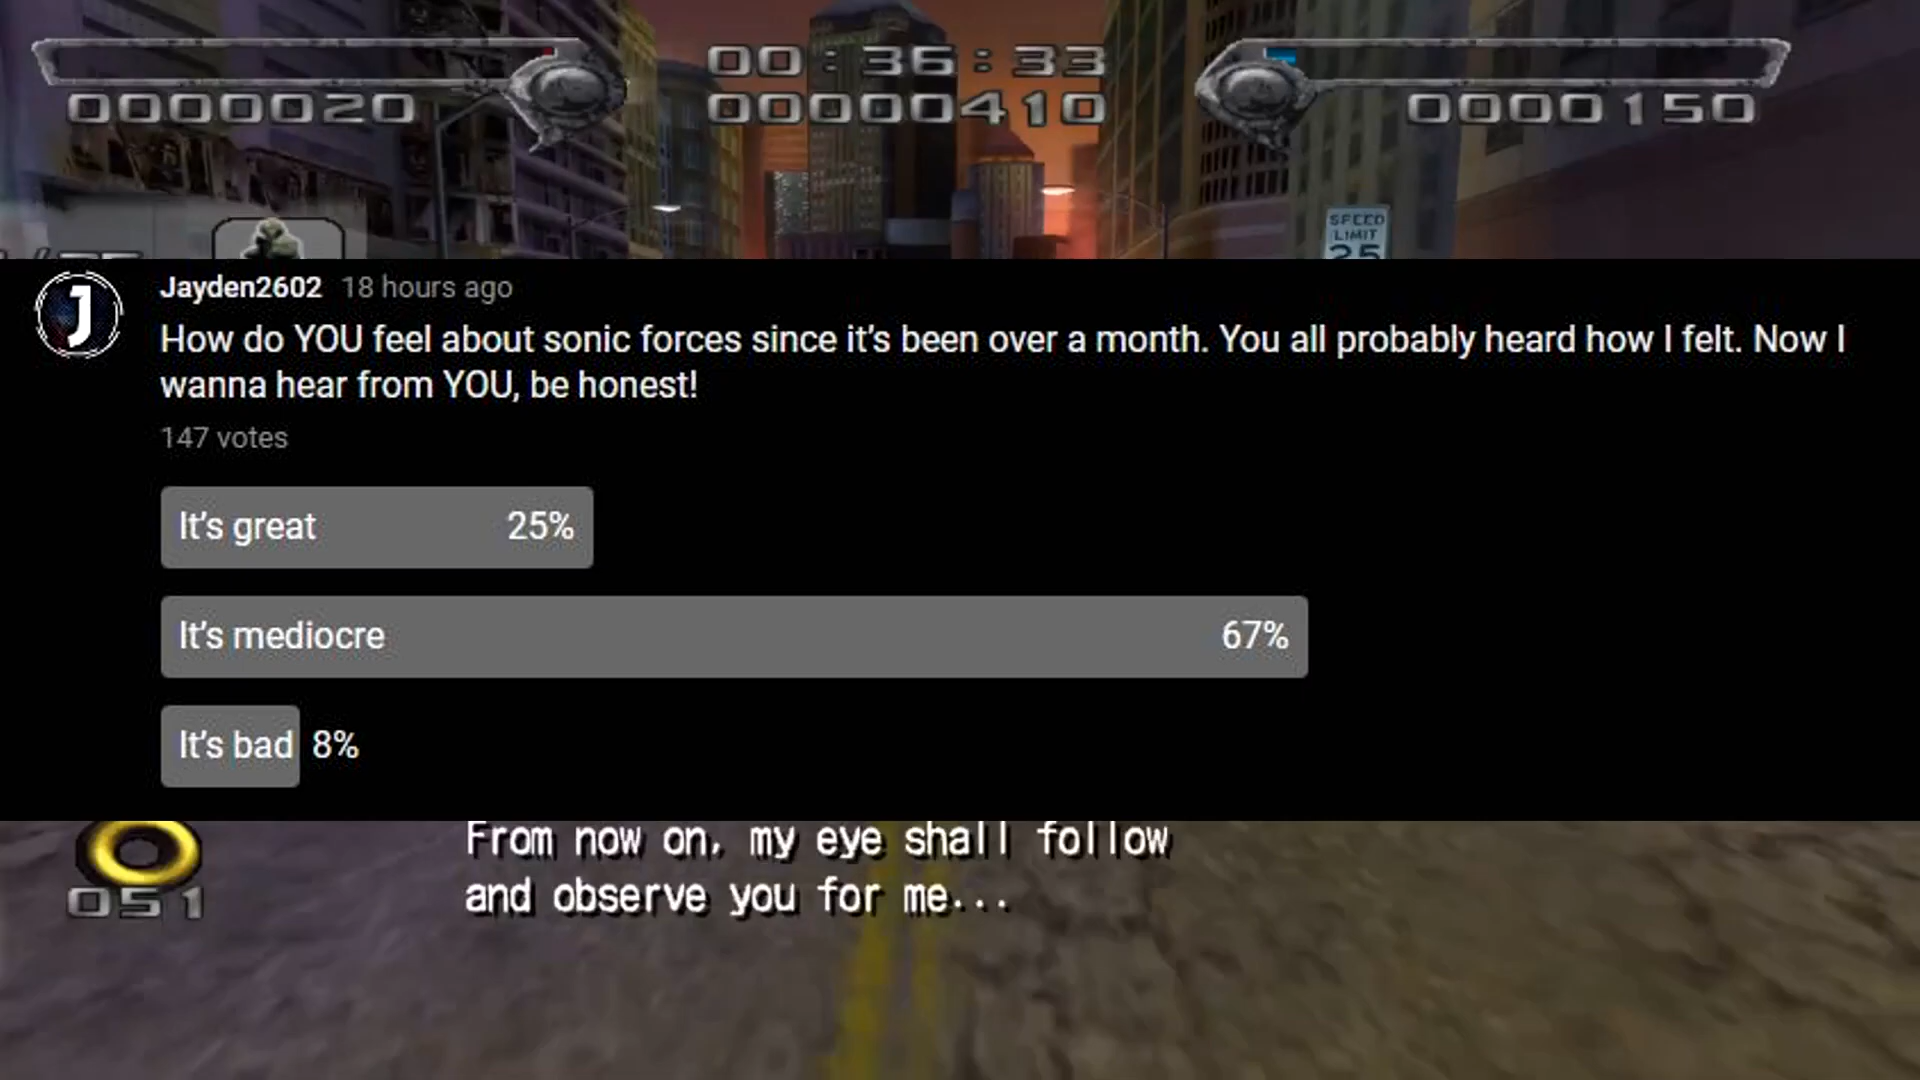 00:36:33
0000020
00000410
0000150
SPEED
LIMIT
25
J
Jayden2602 18 hours ago
How do YOU feel about sonic forces since it's been over a month. You all probably heard how I felt. Now I
wanna hear from YOU, be honest!
147 votes
It's great 25%
It's mediocre 67%
It's bad 8%
From now on, my eye shall follow
051
and observe you for me...